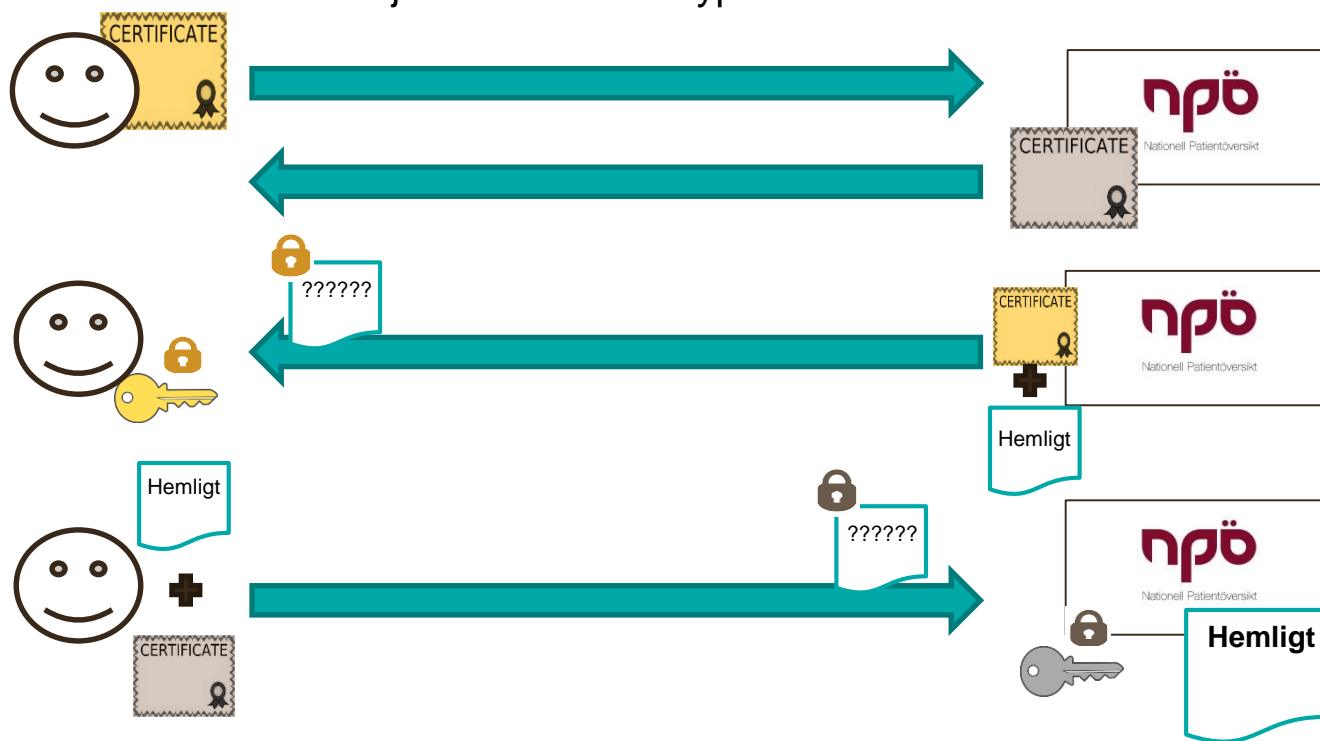 CERTIFICATE
npö
Nationell Patientöversikt
CERTIFICATE
??????
CERTIFICATE
npö
Nationell Patientöversikt
Hemligt
Hemligt
??????
npö
Nationell Patientöversikt
CERTIFICATE
Hemligt